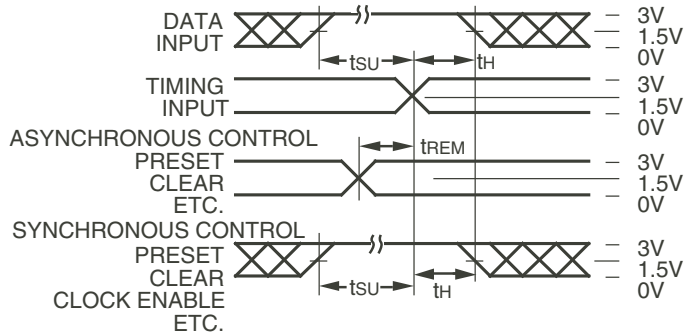 DATA
INPUT
3V
1.5V
0V
tSU
tH
TIMING
INPUT
3V
1.5V
0V
ASYNCHRONOUS CONTROL
tREM
PRESET
CLEAR
ETC.
3V
1.5V
0V
SYNCHRONOUS CONTROL
PRESET
CLEAR
CLOCK ENABLE
ETC.
3V
1.5V
0V
tSU
tH